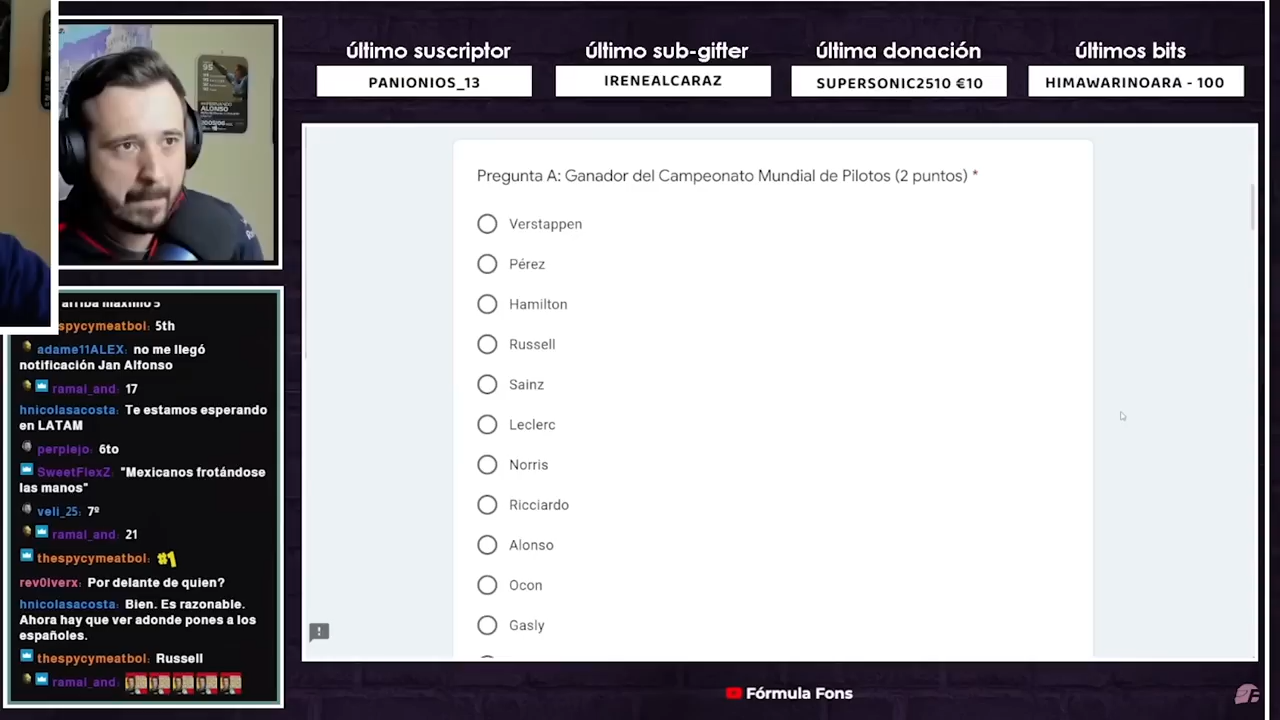 último suscriptor
PANIONIOS_13
último sub-gifter
IRENEALCARAZ
última donación
SUPERSONIC2510 €10
últimos bits
HIMAWARINOARA - 100
ALONSO
arriba máximo 5
spycymeatbol: 5th
adame11ALEX: no me llegó
notificación Jan Alfonso
ramal_and: 17
hnicolasacosta: Te estamos esperando
en LATAM
perplejo: 6to
SweetFlexZ: "Mexicanos frotándose
las manos"
veli_25: 7º
ramal_and: 21
thespycymeatbol: #1
rev0lverx: Por delante de quien?
hnicolasacosta: Bien. Es razonable.
Ahora hay que ver adonde pones a los
españoles.
thespycymeatbol: Russell
ramal_and:
Pregunta A: Ganador del Campeonato Mundial de Pilotos (2 puntos) *
Verstappen
Pérez
Hamilton
Russell
Sainz
Leclerc
Norris
Ricciardo
Alonso
Ocon
Gasly
Fórmula Fons